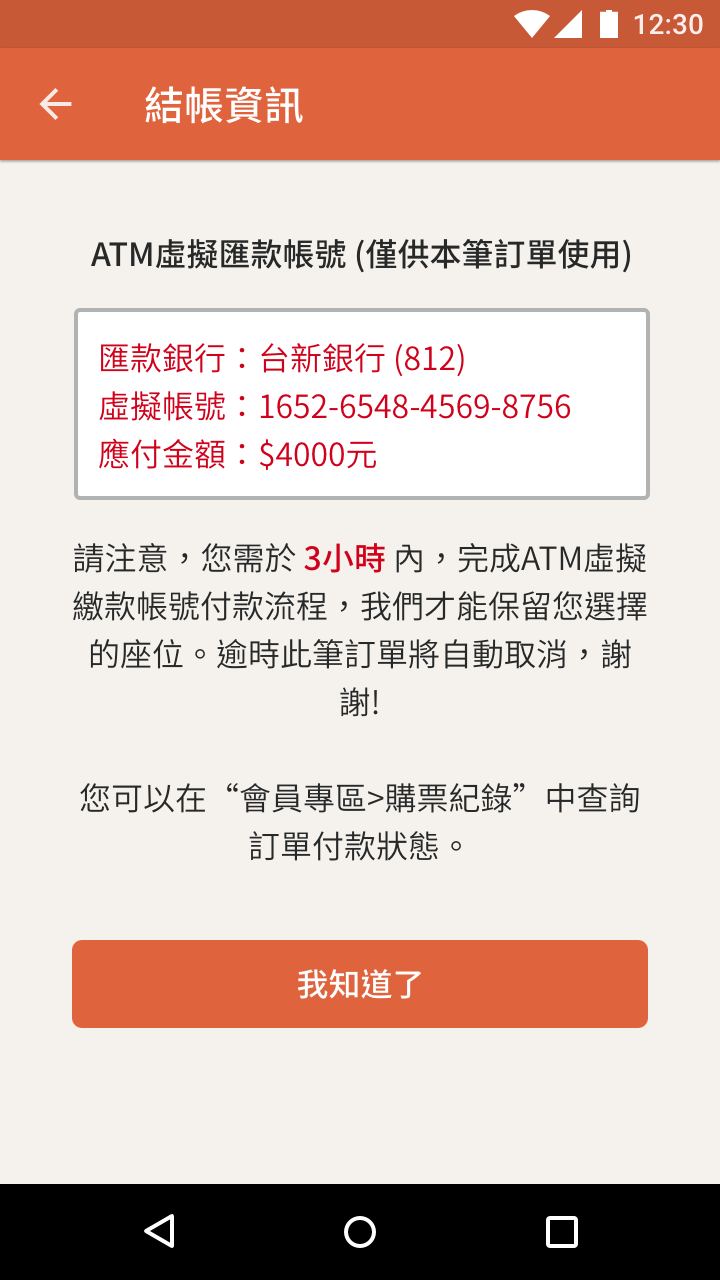 12:30
結帳資訊
ATM虛擬匯款帳號 (僅供本筆訂單使用)
匯款銀行：台新銀行 (812)
虛擬帳號：1652-6548-4569-8756
應付金額：$4000元
請注意，您需於 3小時 內，完成ATM虛擬
繳款帳號付款流程，我們才能保留您選擇
的座位。逾時此筆訂單將自動取消，謝
謝!
您可以在“會員專區>購票紀錄”中查詢
訂單付款狀態。
我知道了